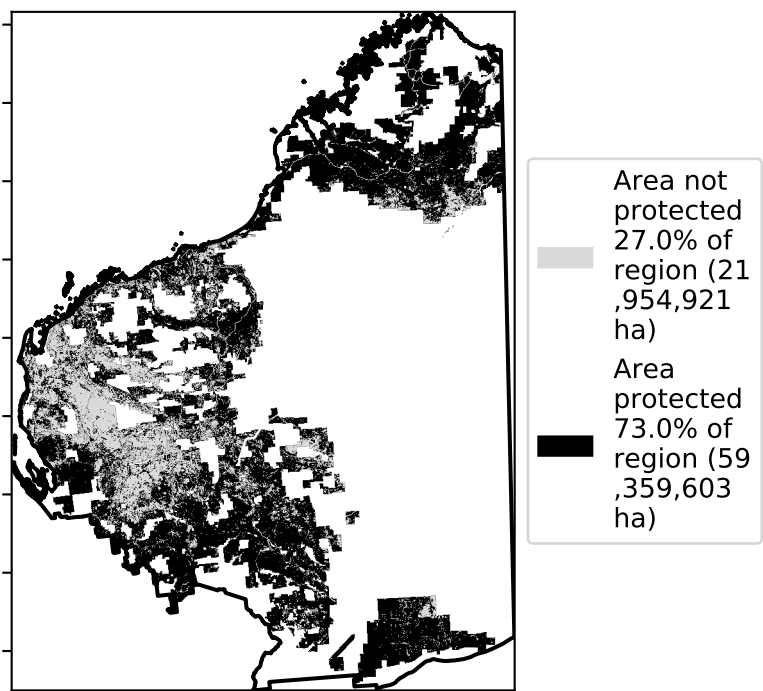 Area not
protected
27.0% of
region (21
,954,921
ha)
Area
protected
73.0% of
region (59
,359,603
ha)